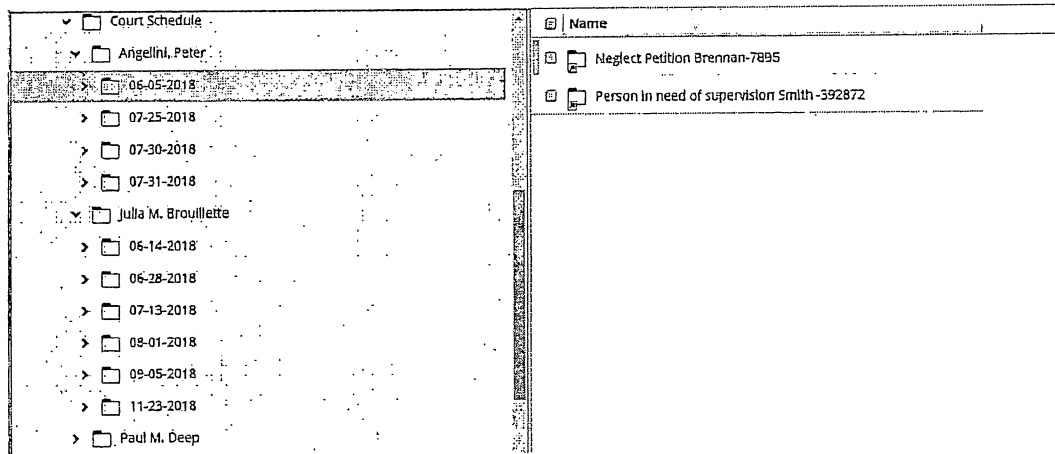 Court Schedule
Angelini, Peter
06-05-2018
07-25-2018
07-30-2018
07-31-2018
Julia M. Brouillette
06-14-2018
06-28-2018
07-13-2018
08-01-2018
09-05-2018
11-23-2018
Paul M. Deep
Name
Neglect Petition Brennan-7895
Person in need of supervision Smith-392872